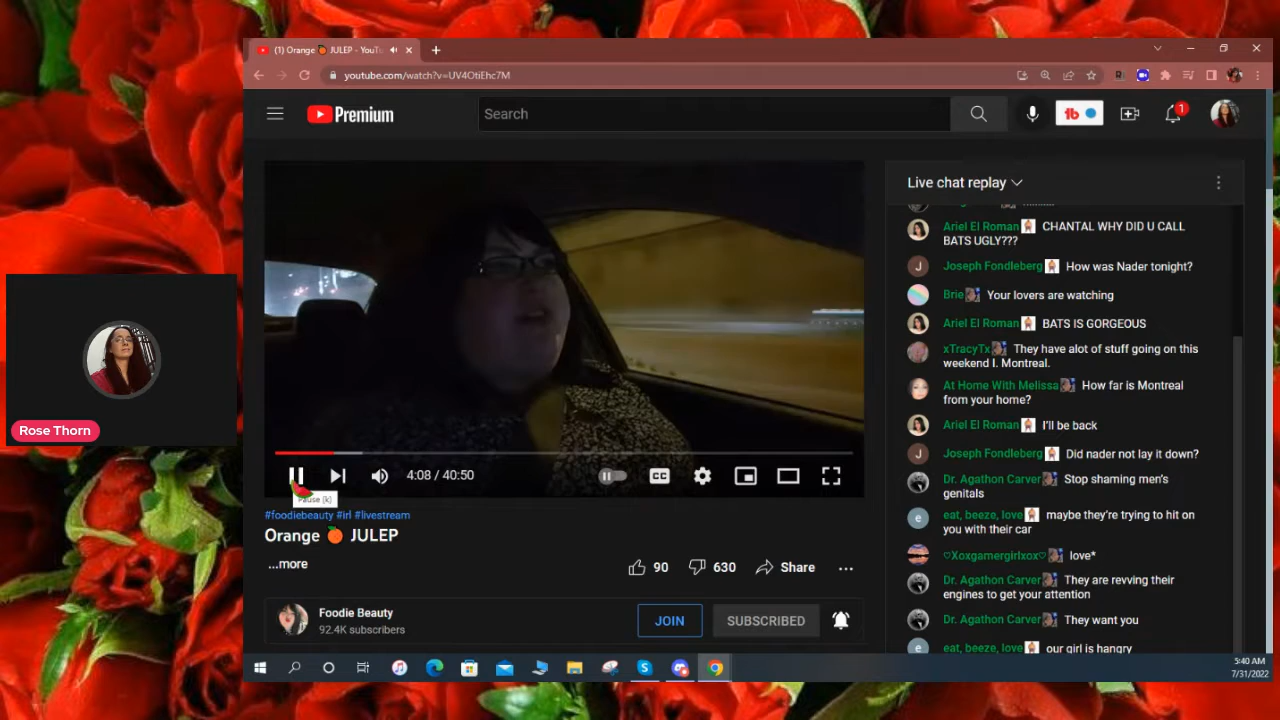 (1) Orange 🍊 JULEP - YouTu
youtube.com/watch?v=UV4OtiEhc7M
Premium
Search
1
Live chat replay
Ariel El Roman CHANTAL WHY DID U CALL
BATS UGLY???
Joseph Fondleberg How was Nader tonight?
Brie Your lovers are watching
Ariel El Roman BATS IS GORGEOUS
xTracyTx They have alot of stuff going on this
weekend I. Montreal.
At Home With Melissa How far is Montreal
from your home?
Ariel El Roman I'll be back
Joseph Fondleberg Did nader not lay it down?
Dr. Agathon Carver Stop shaming men's
genitals
eat, beeze, love maybe they're trying to hit on
you with their car
♡Xoxgamergirlxox♡ love*
Dr. Agathon Carver They are revving their
engines to get your attention
Dr. Agathon Carver They want you
eat, beeze, love our girl is hangry
Rose Thorn
4:08 / 40:50
CC
Pause (k)
#foodiebeauty #irl #livestream
Orange 🍊 JULEP
...more
90
630
Share
Foodie Beauty
92.4K subscribers
JOIN
SUBSCRIBED
5:40 AM
7/31/2022